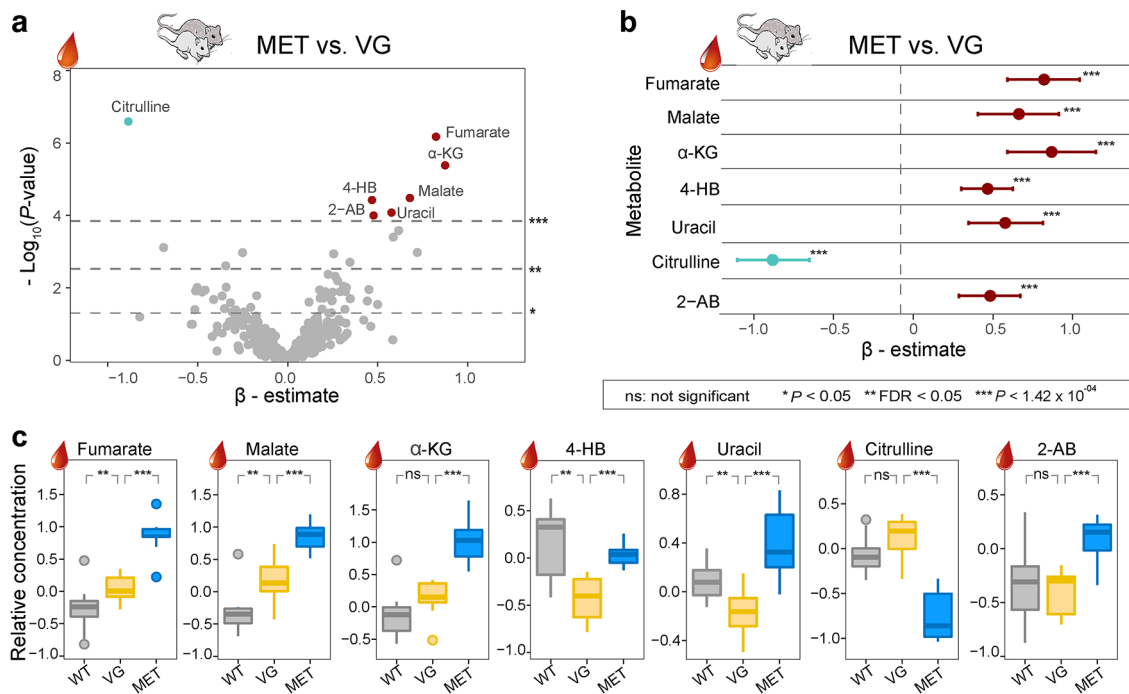 a
MET vs. VG
8
6
4
2
0
- Log10(P-value)
Citrulline
Fumarate
α-KG
4-HB
Malate
2−AB
Uracil
***
**
*
−1.0
−0.5
0.0
0.5
1.0
β - estimate
b
MET vs. VG
Metabolite
Fumarate
***
Malate
***
α-KG
***
4-HB
***
Uracil
***
Citrulline
***
2−AB
***
−1.0
−0.5
0
0.5
1.0
β - estimate
ns: not significant * P < 0.05 ** FDR < 0.05 *** P < 1.42 x 10-04
c
Relative concentration
Fumarate
** ***
1.5
1.0
0.5
0.0
−0.5
−1.0
WT VG MET
Malate
** ***
1.5
1.0
0.5
0.0
−0.5
−1.0
WT VG MET
α-KG
ns ***
1.5
1.0
0.5
0.0
−0.5
WT VG MET
4-HB
** ***
0.5
0.0
−0.5
−1.0
WT VG MET
Uracil
** ***
0.8
0.4
0.0
−0.4
WT VG MET
Citrulline
ns ***
0.5
0.0
−0.5
−1.0
WT VG MET
2-AB
ns ***
0.5
0.0
−0.5
−1.0
WT VG MET